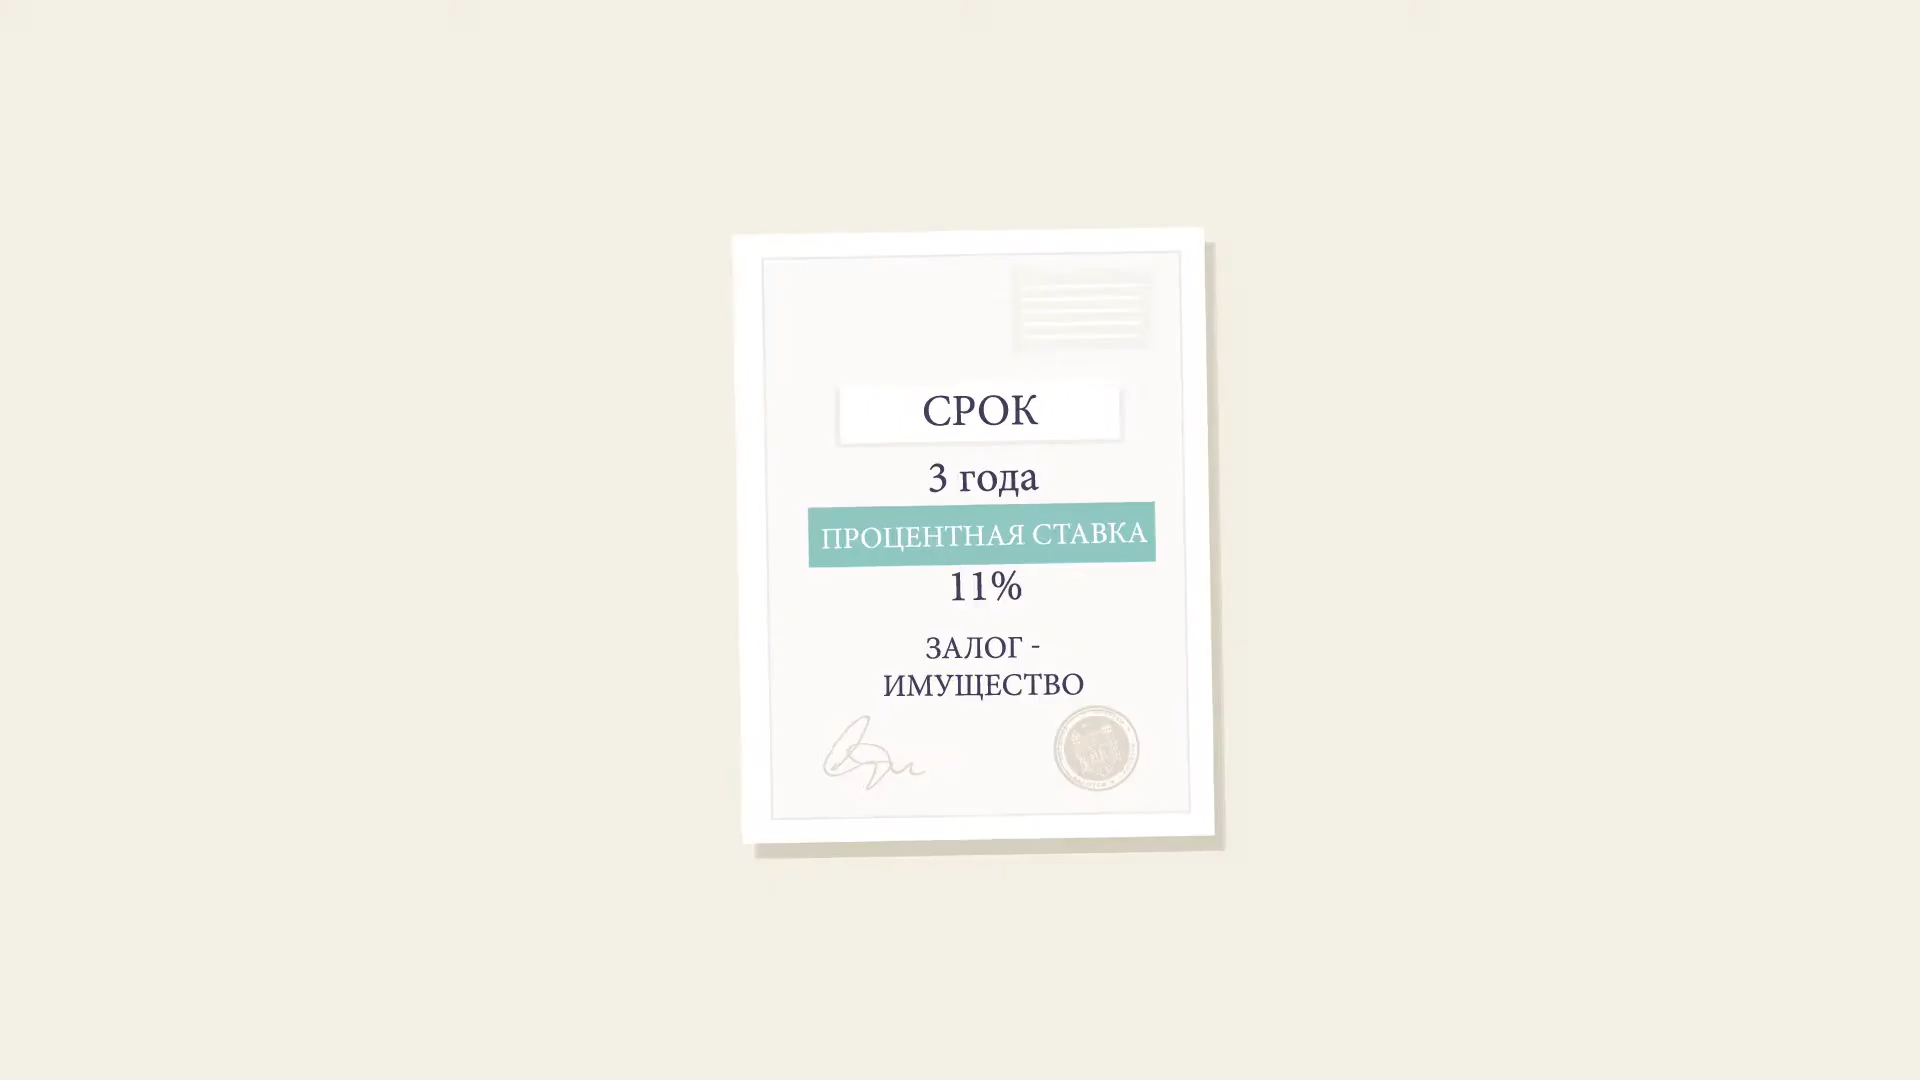 СРОК
3 года
ПРОЦЕНТНАЯ СТАВКА
11%
ЗАЛОГ -
ИМУЩЕСТВО